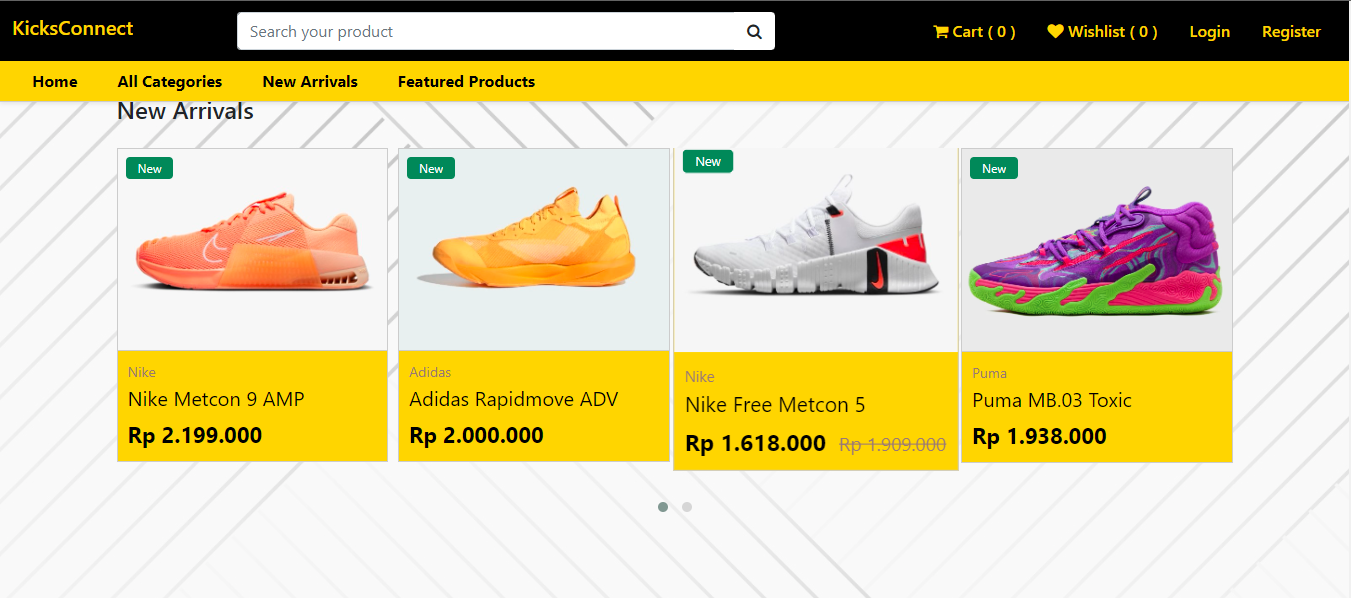 KicksConnect
Search your product
Cart ( 0 )
Wishlist ( 0 )
Login
Register
Home
All Categories
New Arrivals
Featured Products
New Arrivals
New
Nike
Nike Metcon 9 AMP
Rp 2.199.000
New
Adidas
Adidas Rapidmove ADV
Rp 2.000.000
New
Nike
Nike Free Metcon 5
Rp 1.618.000 Rp 1.909.000
New
Puma
Puma MB.03 Toxic
Rp 1.938.000